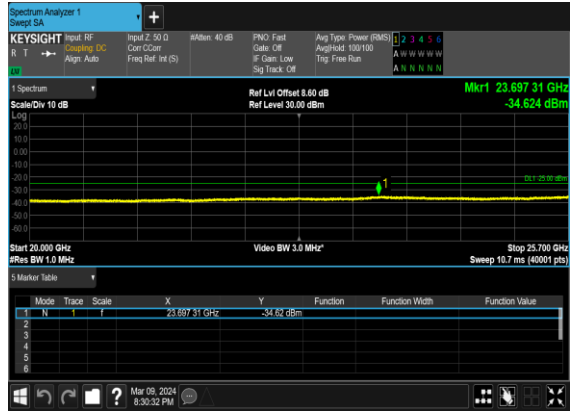 Spectrum Analyzer 1
Swept SA
KEYSIGHT Input: RF Input Z: 50 Ω #Atten: 40 dB PNO: Fast Avg Type: Power (RMS) 1 2 3 4 5 6
R T Coupling: DC Corr CCorr Gate: Off Avg|Hold: 100/100 A W W W W W
Align: Auto Freq Ref: Int (S) IF Gain: Low Trig: Free Run
Sig Track: Off A N N N N N
1 Spectrum Ref Lvl Offset 8.60 dB Mkr1 23.697 31 GHz
Scale/Div 10 dB Ref Level 30.00 dBm -34.624 dBm
Log
20.0
10.0
0.00
-10.0
-20.0
DL1 -25.00 dBm
1
-30.0
-40.0
-50.0
-60.0
Start 20.000 GHz Video BW 3.0 MHz* Stop 25.700 GHz
#Res BW 1.0 MHz Sweep 10.7 ms (40001 pts)
5 Marker Table
Mode Trace Scale X Y Function Function Width Function Value
1 N 1 f 23.697 31 GHz -34.62 dBm
2
3
4
5
6
? Mar 09, 2024
8:30:32 PM